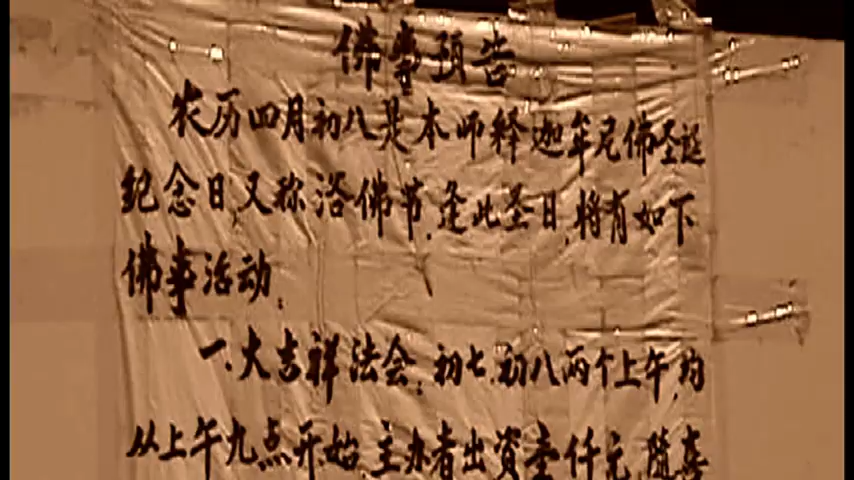 佛事预告
农历四月初八是本师释迦牟尼佛圣诞
纪念日,又称浴佛节,逢此圣日,将有如下
佛事活动:
一.大吉祥法会:初七,初八两个上午,均
从上午九点开始,主办者出资壹仟元,随喜